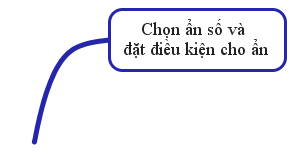 Chọn ẩn số và
đặt điều kiện cho ẩn